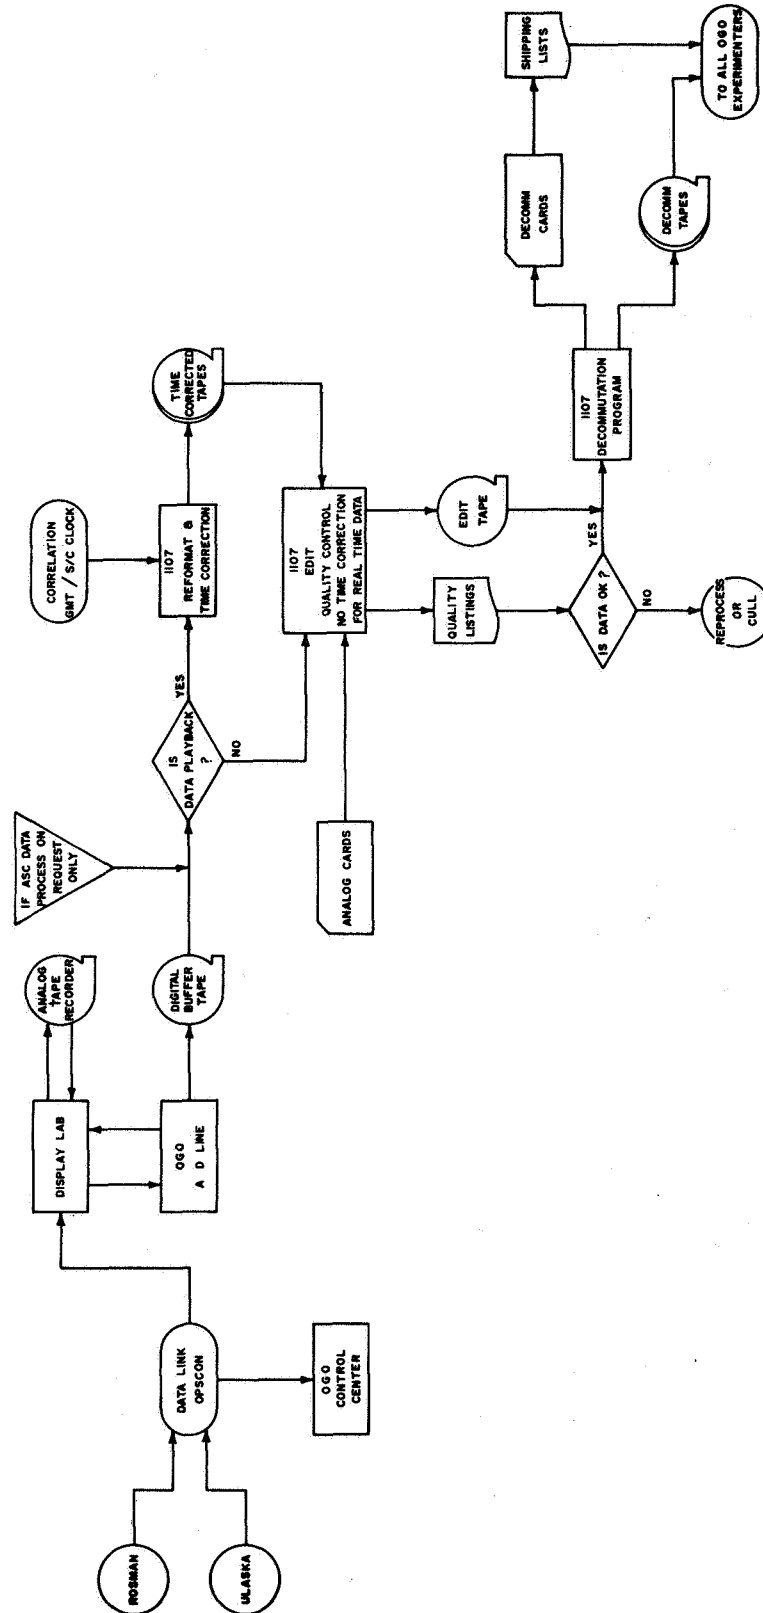 ROSMAN
ULASKA
DATA LINK
OPSCON
OGO
CONTROL
CENTER
DISPLAY LAB
OGO
A D LINE
ANALOG
TAPE
RECORDER
DIGITAL
BUFFER
TAPE
IF ASC DATA
PROCESS ON
REQUEST
ONLY
IS
DATA PLAYBACK
?
YES
NO
ANALOG CARDS
CORRELATION
GMT / S/C CLOCK
1107
REFORMAT &
TIME CORRECTION
TIME
CORRECTED
TAPES
1107
EDIT
QUALITY CONTROL
NO TIME CORRECTION
FOR REAL TIME DATA
QUALITY
LISTINGS
EDIT
TAPE
IS DATA OK ?
YES
NO
REPROCESS
OR
CULL
1107
DECOMMUTATION
PROGRAM
DECOMM
CARDS
DECOMM
TAPES
SHIPPING
LISTS
TO ALL OGO
EXPERIMENTERS